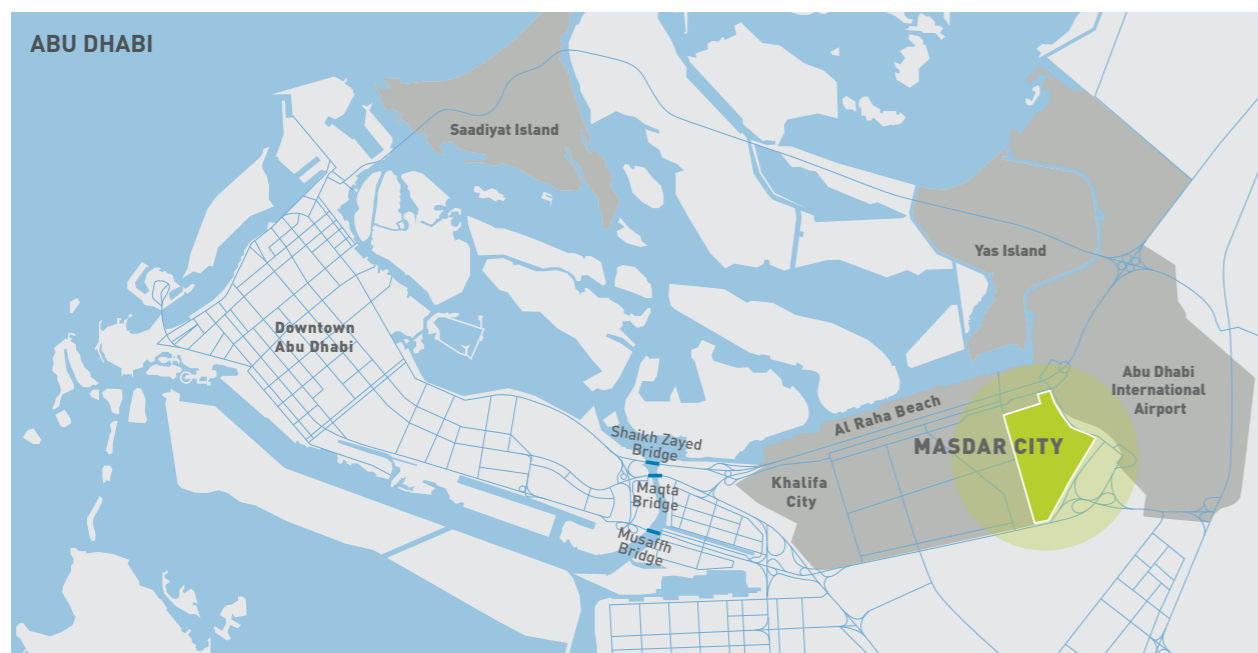 ABU DHABI
Saadiyat Island
Yas Island
Downtown
Abu Dhabi
Abu Dhabi
International
Airport
Al Raha Beach
MASDAR CITY
Shaikh Zayed
Bridge
Maqta
Bridge
Musaffh
Bridge
Khalifa
City